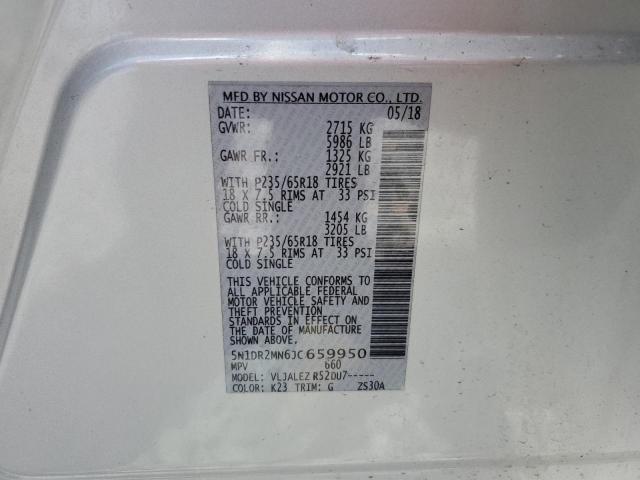 MFD BY NISSAN MOTOR CO., LTD.
DATE: 05/18
GVWR: 2715 KG
5986 LB
GAWR FR.: 1325 KG
2921 LB
WITH P235/65R18 TIRES
18 X 7.5 RIMS AT 33 PSI
COLD SINGLE
GAWR RR.: 1454 KG
3205 LB
WITH P235/65R18 TIRES
18 X 7.5 RIMS AT 33 PSI
COLD SINGLE
THIS VEHICLE CONFORMS TO
ALL APPLICABLE FEDERAL
MOTOR VEHICLE SAFETY AND
THEFT PREVENTION
STANDARDS IN EFFECT ON
THE DATE OF MANUFACTURE
SHOWN ABOVE.
5N1DR2MN6JC659950
MPV 660
MODEL: VLJALEZ R52DU7-----
COLOR: K23 TRIM: G ZS30A